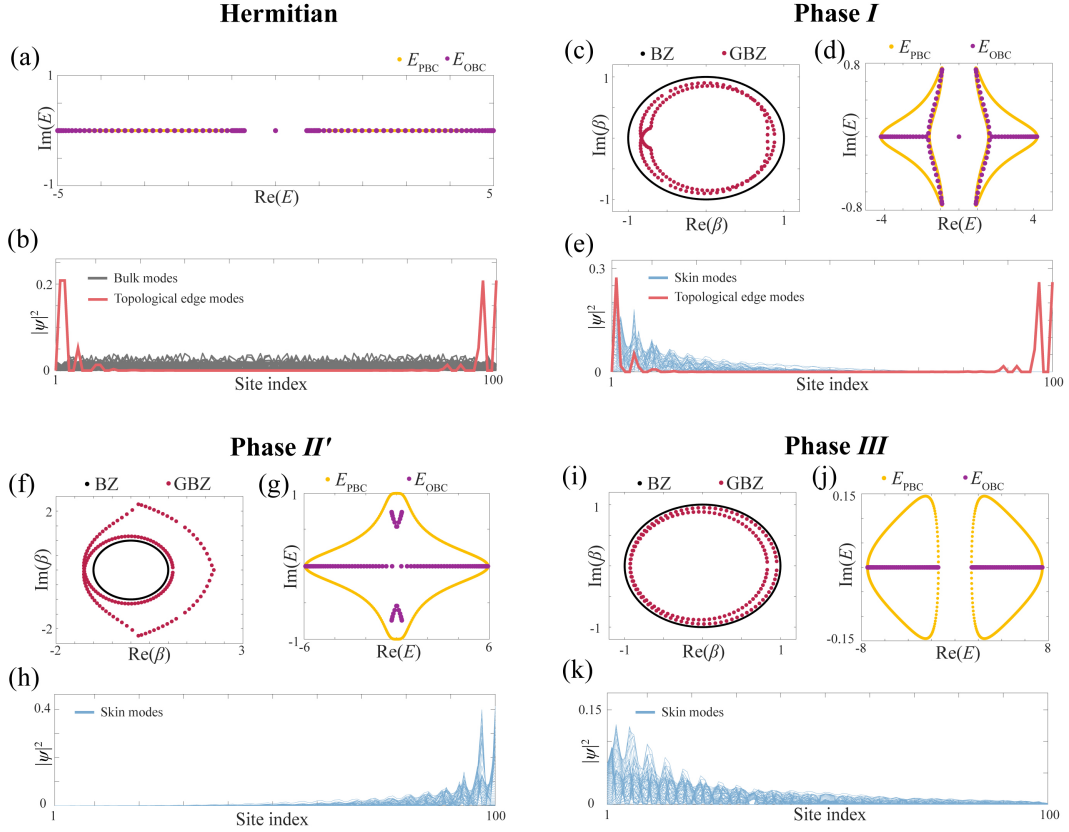 Hermitian
Phase I
(a)
E_PBC E_OBC
1
Im(E)
-1
-5
Re(E)
5
(b)
Bulk modes
Topological edge modes
0.2
|ψ|²
0
1
Site index
100
(c)
BZ GBZ
1
Im(β)
-1
-1
Re(β)
1
(d)
E_PBC E_OBC
0.8
Im(E)
-0.8
-4
Re(E)
4
(e)
Skin modes
Topological edge modes
0.3
|ψ|²
0
1
Site index
100
Phase II'
Phase III
(f)
BZ GBZ
2
Im(β)
-2
-2
Re(β)
3
(g)
E_PBC E_OBC
1
Im(E)
-1
-6
Re(E)
6
(h)
Skin modes
0.4
|ψ|²
0
1
Site index
100
(i)
BZ GBZ
1
Im(β)
-1
-1
Re(β)
1
(j)
E_PBC E_OBC
0.15
Im(E)
-0.15
-8
Re(E)
8
(k)
Skin modes
0.15
|ψ|²
0
1
Site index
100